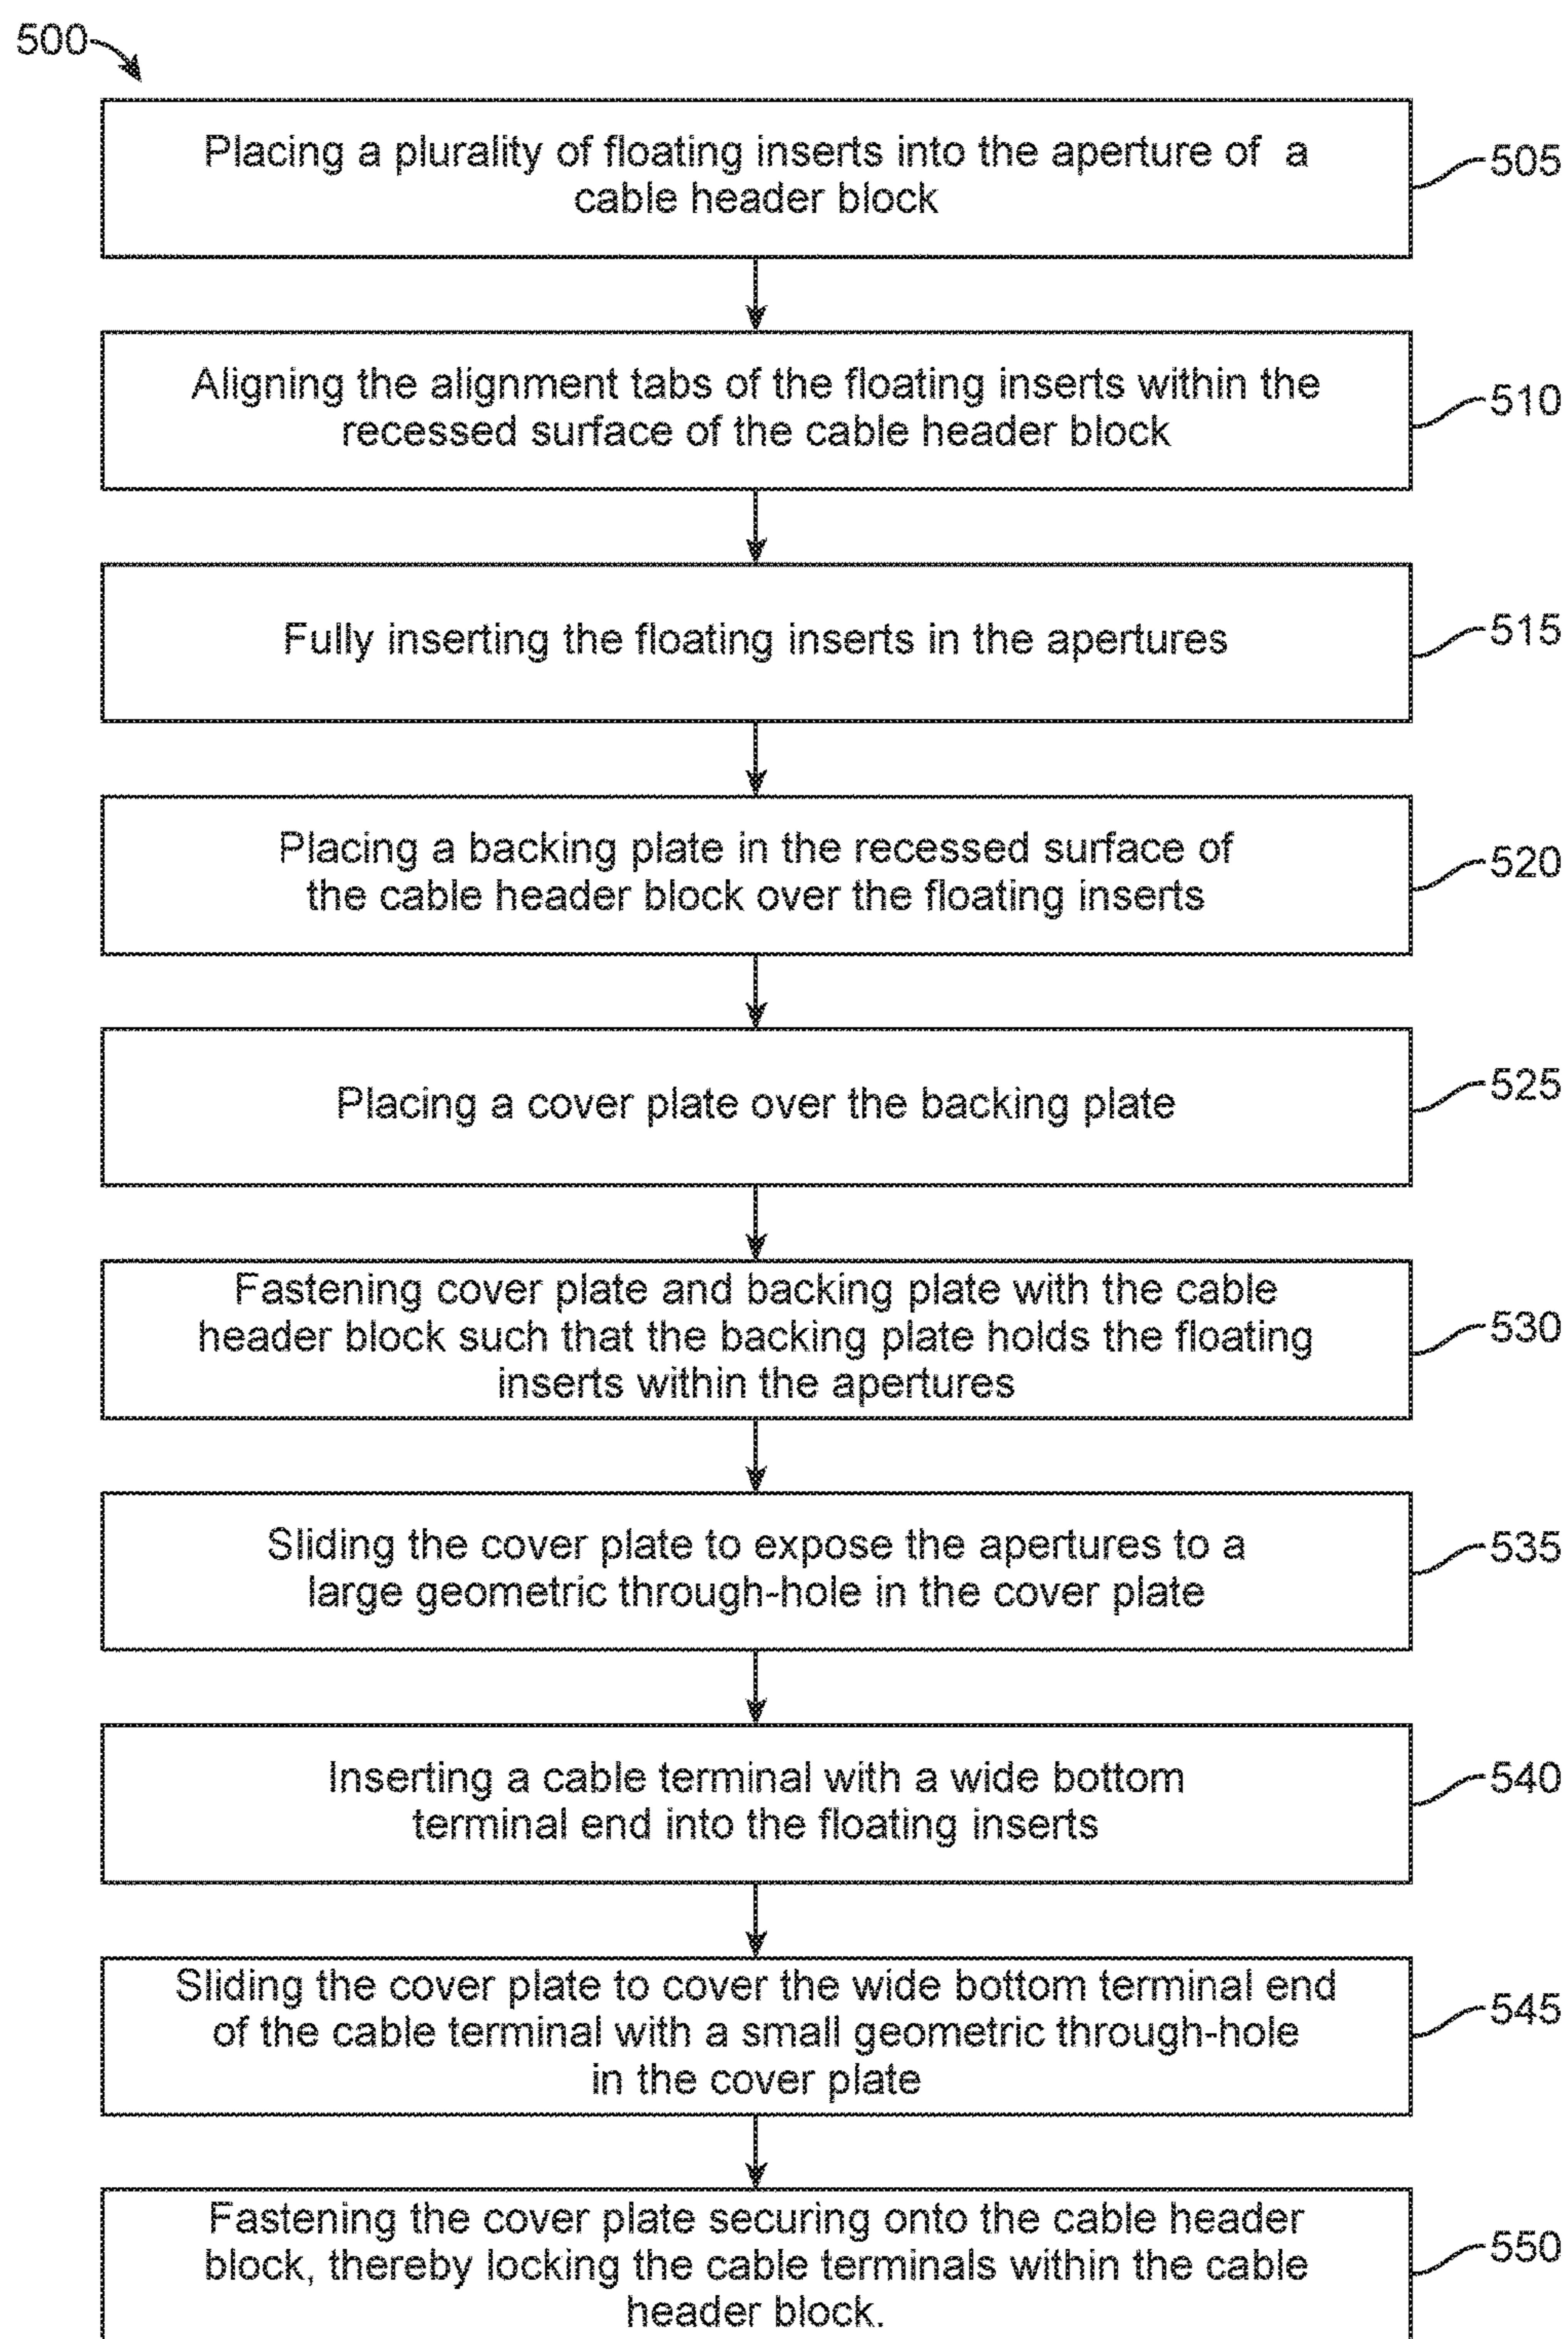 500
Placing a plurality of floating inserts into the aperture of a
cable header block
505
Aligning the alignment tabs of the floating inserts within the
recessed surface of the cable header block
510
Fully inserting the floating inserts in the apertures
515
Placing a backing plate in the recessed surface of
the cable header block over the floating inserts
520
Placing a cover plate over the backing plate
525
Fastening cover plate and backing plate with the cable
header block such that the backing plate holds the floating
inserts within the apertures
530
Sliding the cover plate to expose the apertures to a
large geometric through-hole in the cover plate
535
Inserting a cable terminal with a wide bottom
terminal end into the floating inserts
540
Sliding the cover plate to cover the wide bottom terminal end
of the cable terminal with a small geometric through-hole
in the cover plate
545
Fastening the cover plate securing onto the cable header
block, thereby locking the cable terminals within the cable
header block.
550